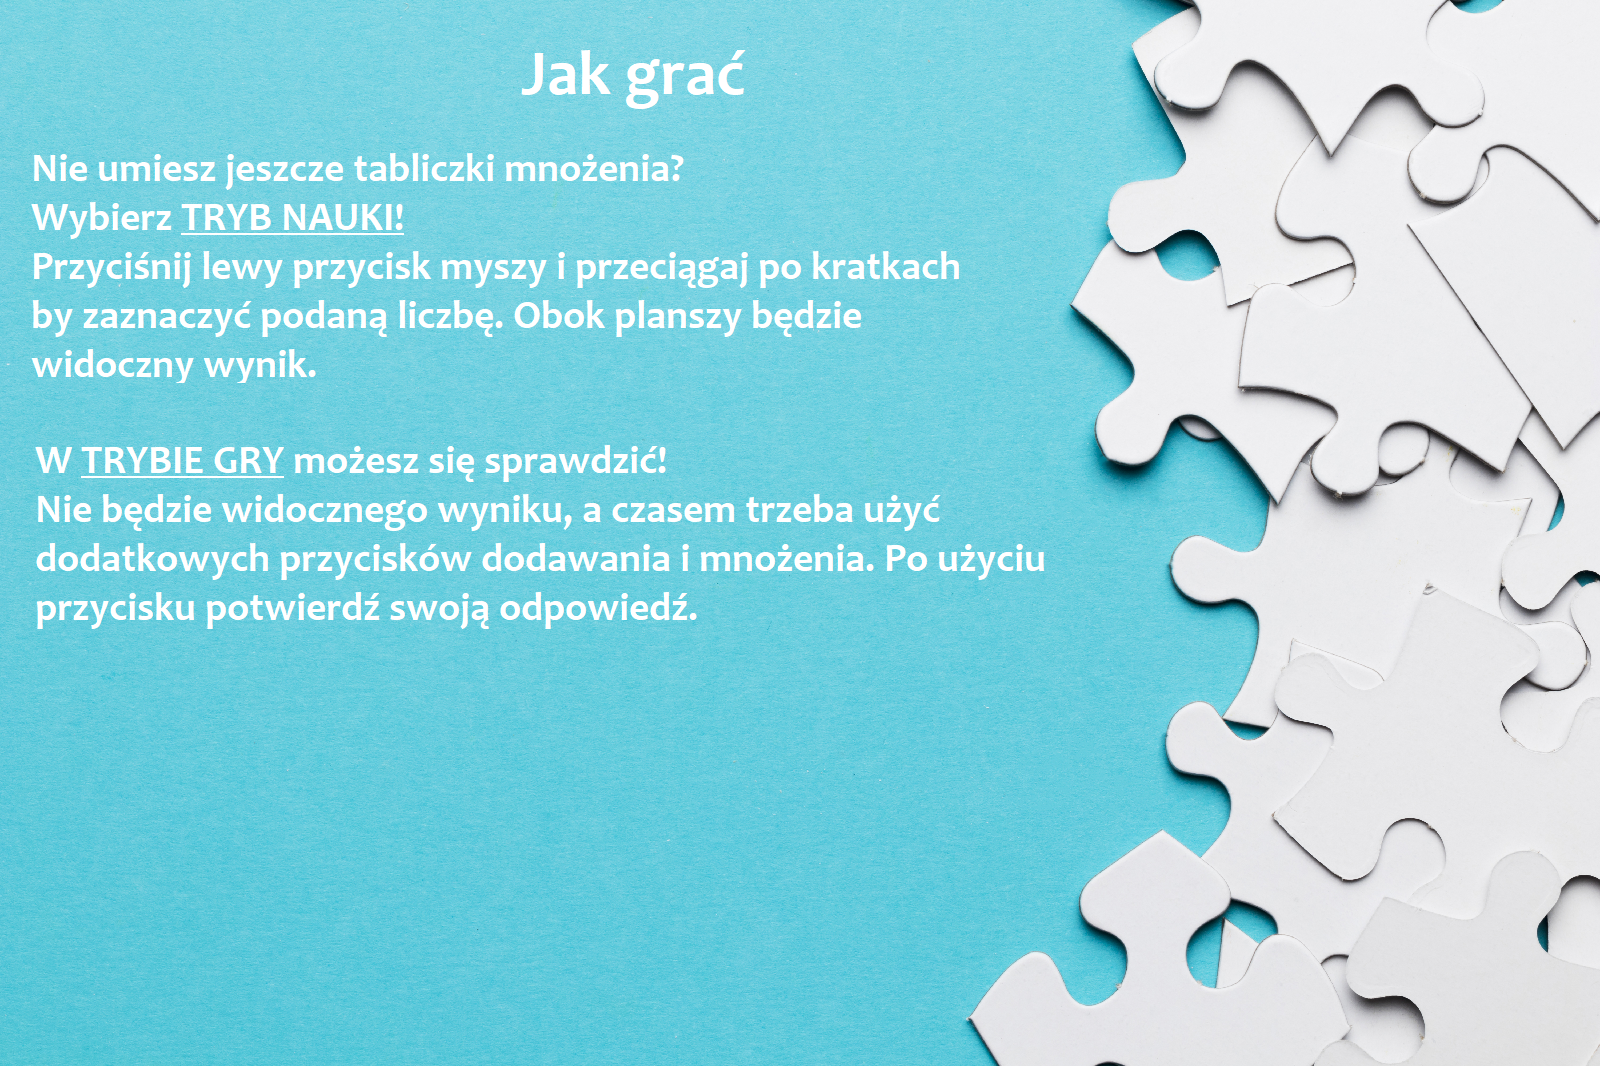 Jak grać
Nie umiesz jeszcze tabliczki mnożenia?
Wybierz TRYB NAUKI!
Przyciśnij lewy przycisk myszy i przeciągaj po kratkach
by zaznaczyć podaną liczbę. Obok planszy będzie
widoczny wynik.
W TRYBIE GRY możesz się sprawdzić!
Nie będzie widocznego wyniku, a czasem trzeba użyć
dodatkowych przycisków dodawania i mnożenia. Po użyciu
przycisku potwierdź swoją odpowiedź.